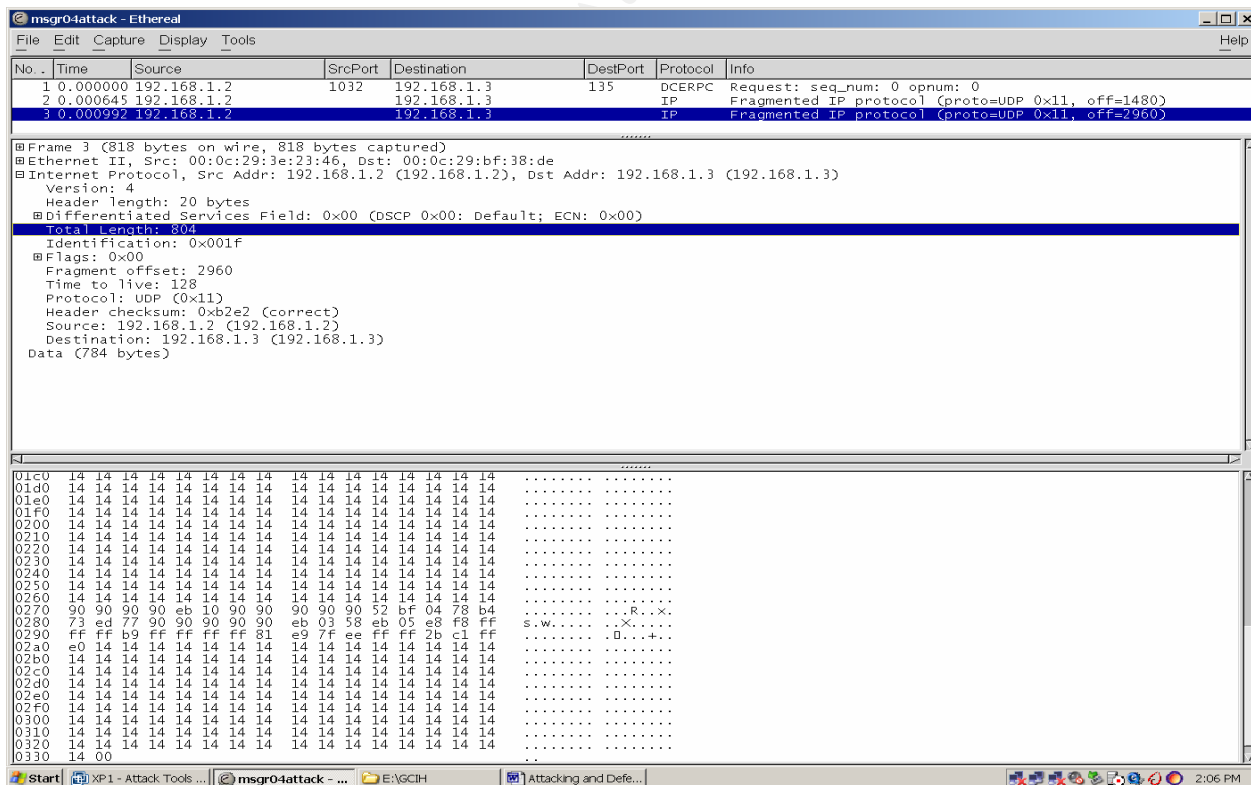 msgr04attack - Ethereal
File Edit Capture Display Tools Help
No. . Time Source SrcPort Destination DestPort Protocol Info
1 0.000000 192.168.1.2 1032 192.168.1.3 135 DCERPC Request: seq_num: 0 opnum: 0
2 0.000645 192.168.1.2 192.168.1.3 IP Fragmented IP protocol (proto=UDP 0x11, off=1480)
3 0.000992 192.168.1.2 192.168.1.3 IP Fragmented IP protocol (proto=UDP 0x11, off=2960)
Frame 3 (818 bytes on wire, 818 bytes captured)
Ethernet II, Src: 00:0c:29:3e:23:46, Dst: 00:0c:29:bf:38:de
Internet Protocol, Src Addr: 192.168.1.2 (192.168.1.2), Dst Addr: 192.168.1.3 (192.168.1.3)
Version: 4
Header length: 20 bytes
Differentiated Services Field: 0x00 (DSCP 0x00: Default; ECN: 0x00)
Total Length: 804
Identification: 0x001f
Flags: 0x00
Fragment offset: 2960
Time to live: 128
Protocol: UDP (0x11)
Header checksum: 0xb2e2 (correct)
Source: 192.168.1.2 (192.168.1.2)
Destination: 192.168.1.3 (192.168.1.3)
Data (784 bytes)
01c0 14 14 14 14 14 14 14 14 14 14 14 14 14 14 14 14 ........ ........
01d0 14 14 14 14 14 14 14 14 14 14 14 14 14 14 14 14 ........ ........
01e0 14 14 14 14 14 14 14 14 14 14 14 14 14 14 14 14 ........ ........
01f0 14 14 14 14 14 14 14 14 14 14 14 14 14 14 14 14 ........ ........
0200 14 14 14 14 14 14 14 14 14 14 14 14 14 14 14 14 ........ ........
0210 14 14 14 14 14 14 14 14 14 14 14 14 14 14 14 14 ........ ........
0220 14 14 14 14 14 14 14 14 14 14 14 14 14 14 14 14 ........ ........
0230 14 14 14 14 14 14 14 14 14 14 14 14 14 14 14 14 ........ ........
0240 14 14 14 14 14 14 14 14 14 14 14 14 14 14 14 14 ........ ........
0250 14 14 14 14 14 14 14 14 14 14 14 14 14 14 14 14 ........ ........
0260 14 14 14 14 14 14 14 14 14 14 14 14 14 14 14 14 ........ ........
0270 90 90 90 90 eb 10 90 90 90 90 90 52 bf 04 78 b4 ........ ...R..x.
0280 73 ed 77 90 90 90 90 90 eb 03 58 eb 05 e8 f8 ff s.w..... ..X.....
0290 ff ff b9 ff ff ff ff 81 e9 7f ee ff ff 2b c1 ff ........ .▯...+..
02a0 e0 14 14 14 14 14 14 14 14 14 14 14 14 14 14 14 ........ ........
02b0 14 14 14 14 14 14 14 14 14 14 14 14 14 14 14 14 ........ ........
02c0 14 14 14 14 14 14 14 14 14 14 14 14 14 14 14 14 ........ ........
02d0 14 14 14 14 14 14 14 14 14 14 14 14 14 14 14 14 ........ ........
02e0 14 14 14 14 14 14 14 14 14 14 14 14 14 14 14 14 ........ ........
02f0 14 14 14 14 14 14 14 14 14 14 14 14 14 14 14 14 ........ ........
0300 14 14 14 14 14 14 14 14 14 14 14 14 14 14 14 14 ........ ........
0310 14 14 14 14 14 14 14 14 14 14 14 14 14 14 14 14 ........ ........
0320 14 14 14 14 14 14 14 14 14 14 14 14 14 14 14 14 ........ ........
0330 14 00 ..
Start XP1 - Attack Tools ... msgr04attack - ... E:\GCIH Attacking and Defe... 2:06 PM